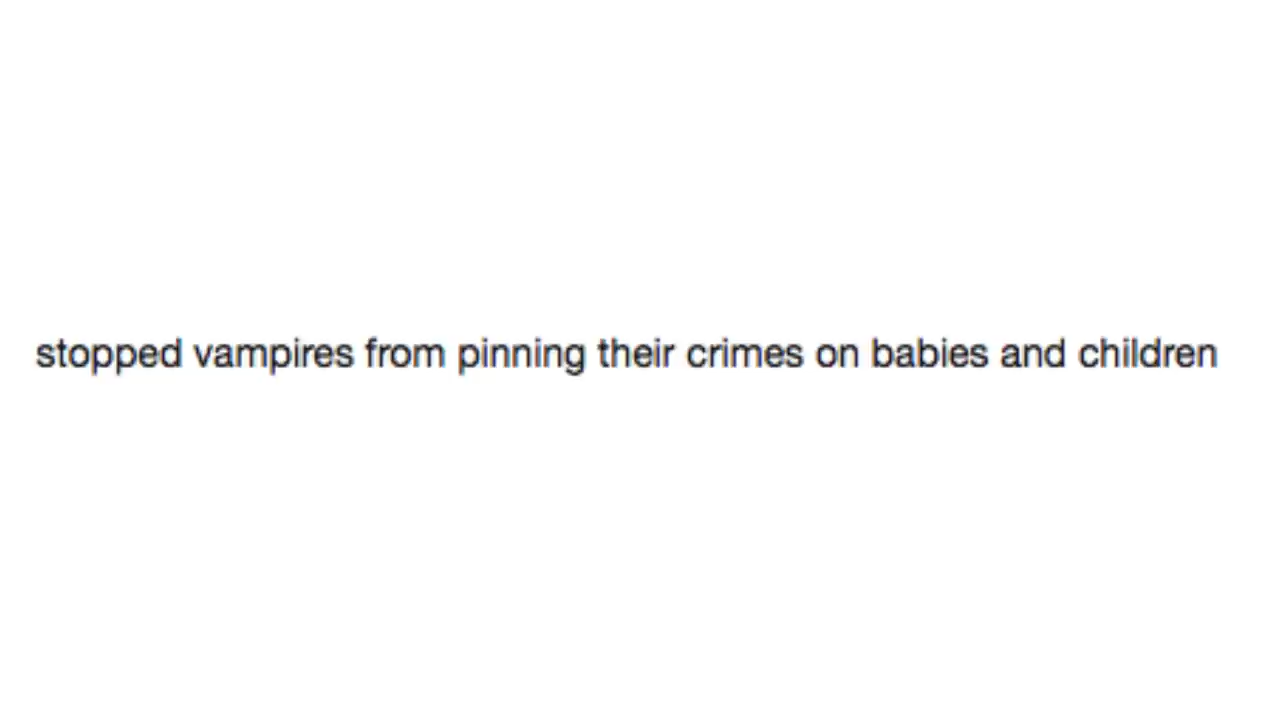 stopped vampires from pinning their crimes on babies and children